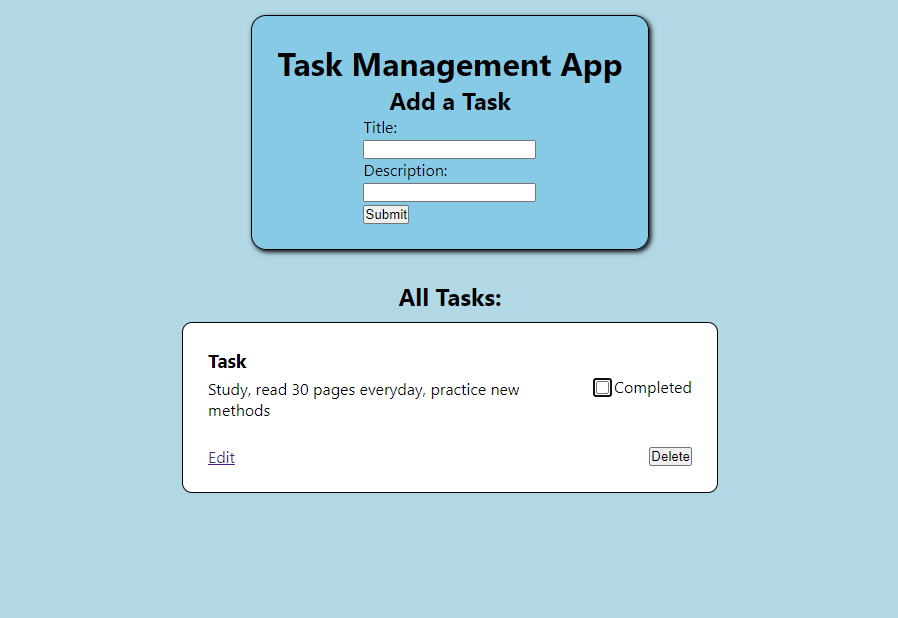 Task Management App
Add a Task
Title:
Description:
Submit
All Tasks:
Task
Study, read 30 pages everyday, practice new
methods
Completed
Edit
Delete